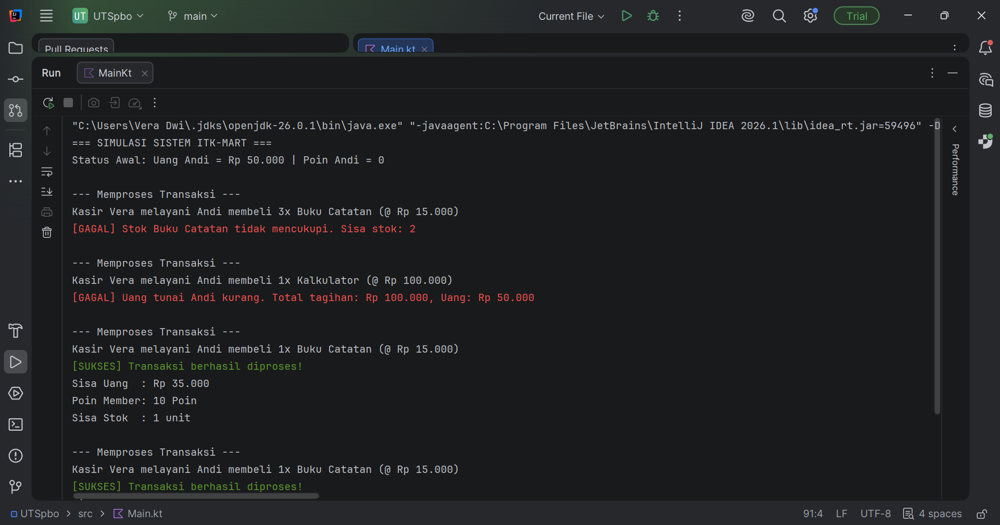 UT UTSpbo main Current File Trial
Pull Requests Main.kt
Run MainKt
"C:\Users\Vera Dwi\.jdks\openjdk-26.0.1\bin\java.exe" "-javaagent:C:\Program Files\JetBrains\IntelliJ IDEA 2026.1\lib\idea_rt.jar=59496" -D
=== SIMULASI SISTEM ITK-MART ===
Status Awal: Uang Andi = Rp 50.000 | Poin Andi = 0
--- Memproses Transaksi ---
Kasir Vera melayani Andi membeli 3x Buku Catatan (@ Rp 15.000)
[GAGAL] Stok Buku Catatan tidak mencukupi. Sisa stok: 2
--- Memproses Transaksi ---
Kasir Vera melayani Andi membeli 1x Kalkulator (@ Rp 100.000)
[GAGAL] Uang tunai Andi kurang. Total tagihan: Rp 100.000, Uang: Rp 50.000
--- Memproses Transaksi ---
Kasir Vera melayani Andi membeli 1x Buku Catatan (@ Rp 15.000)
[SUKSES] Transaksi berhasil diproses!
Sisa Uang  : Rp 35.000
Poin Member: 10 Poin
Sisa Stok  : 1 unit
--- Memproses Transaksi ---
Kasir Vera melayani Andi membeli 1x Buku Catatan (@ Rp 15.000)
[SUKSES] Transaksi berhasil diproses!
Performance
UTSpbo > src > Main.kt 91:4 LF UTF-8 4 spaces